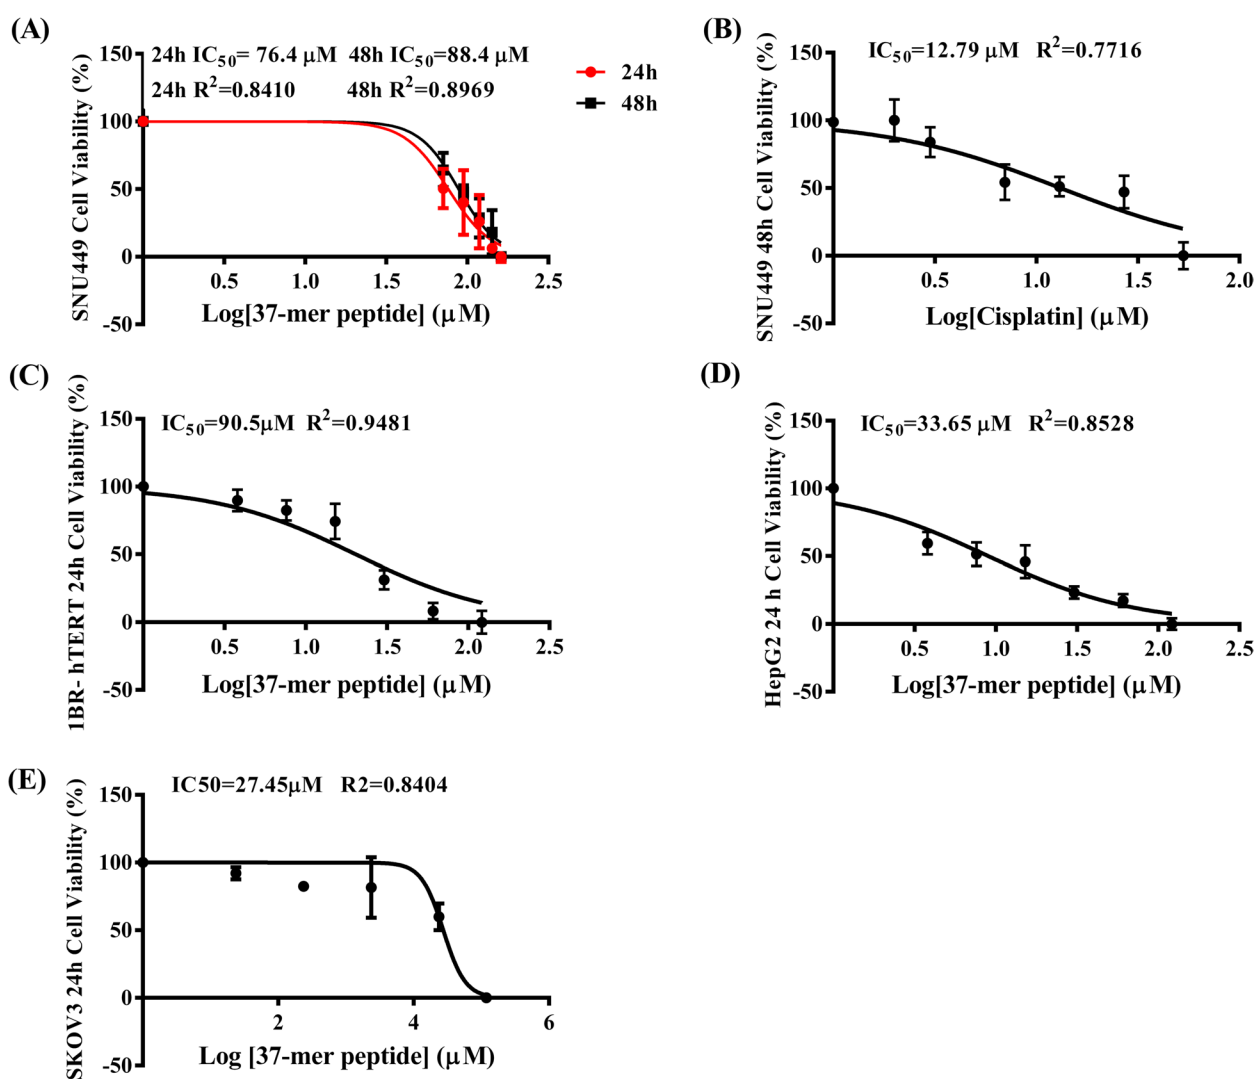 (A)
24h IC50= 76.4 μM 48h IC50=88.4 μM
24h R2=0.8410 48h R2=0.8969
24h
48h
SNU449 Cell Viability (%)
150
100
50
0
-50
0.5 1.0 1.5 2.0 2.5
Log[37-mer peptide] (μM)
(B)
IC50=12.79 μM R2=0.7716
SNU449 48h Cell Viability (%)
150
100
50
0
-50
0.5 1.0 1.5 2.0
Log[Cisplatin] (μM)
(C)
IC50=90.5μM R2=0.9481
1BR- hTERT 24h Cell Viability (%)
150
100
50
0
-50
0.5 1.0 1.5 2.0 2.5
Log[37-mer peptide] (μM)
(D)
IC50=33.65 μM R2=0.8528
HepG2 24 h Cell Viability (%)
150
100
50
0
-50
0.5 1.0 1.5 2.0 2.5
Log[37-mer peptide] (μM)
(E)
IC50=27.45μM R2=0.8404
SKOV3 24h Cell Viability (%)
150
100
50
0
-50
2 4 6
Log [37-mer peptide] (μM)